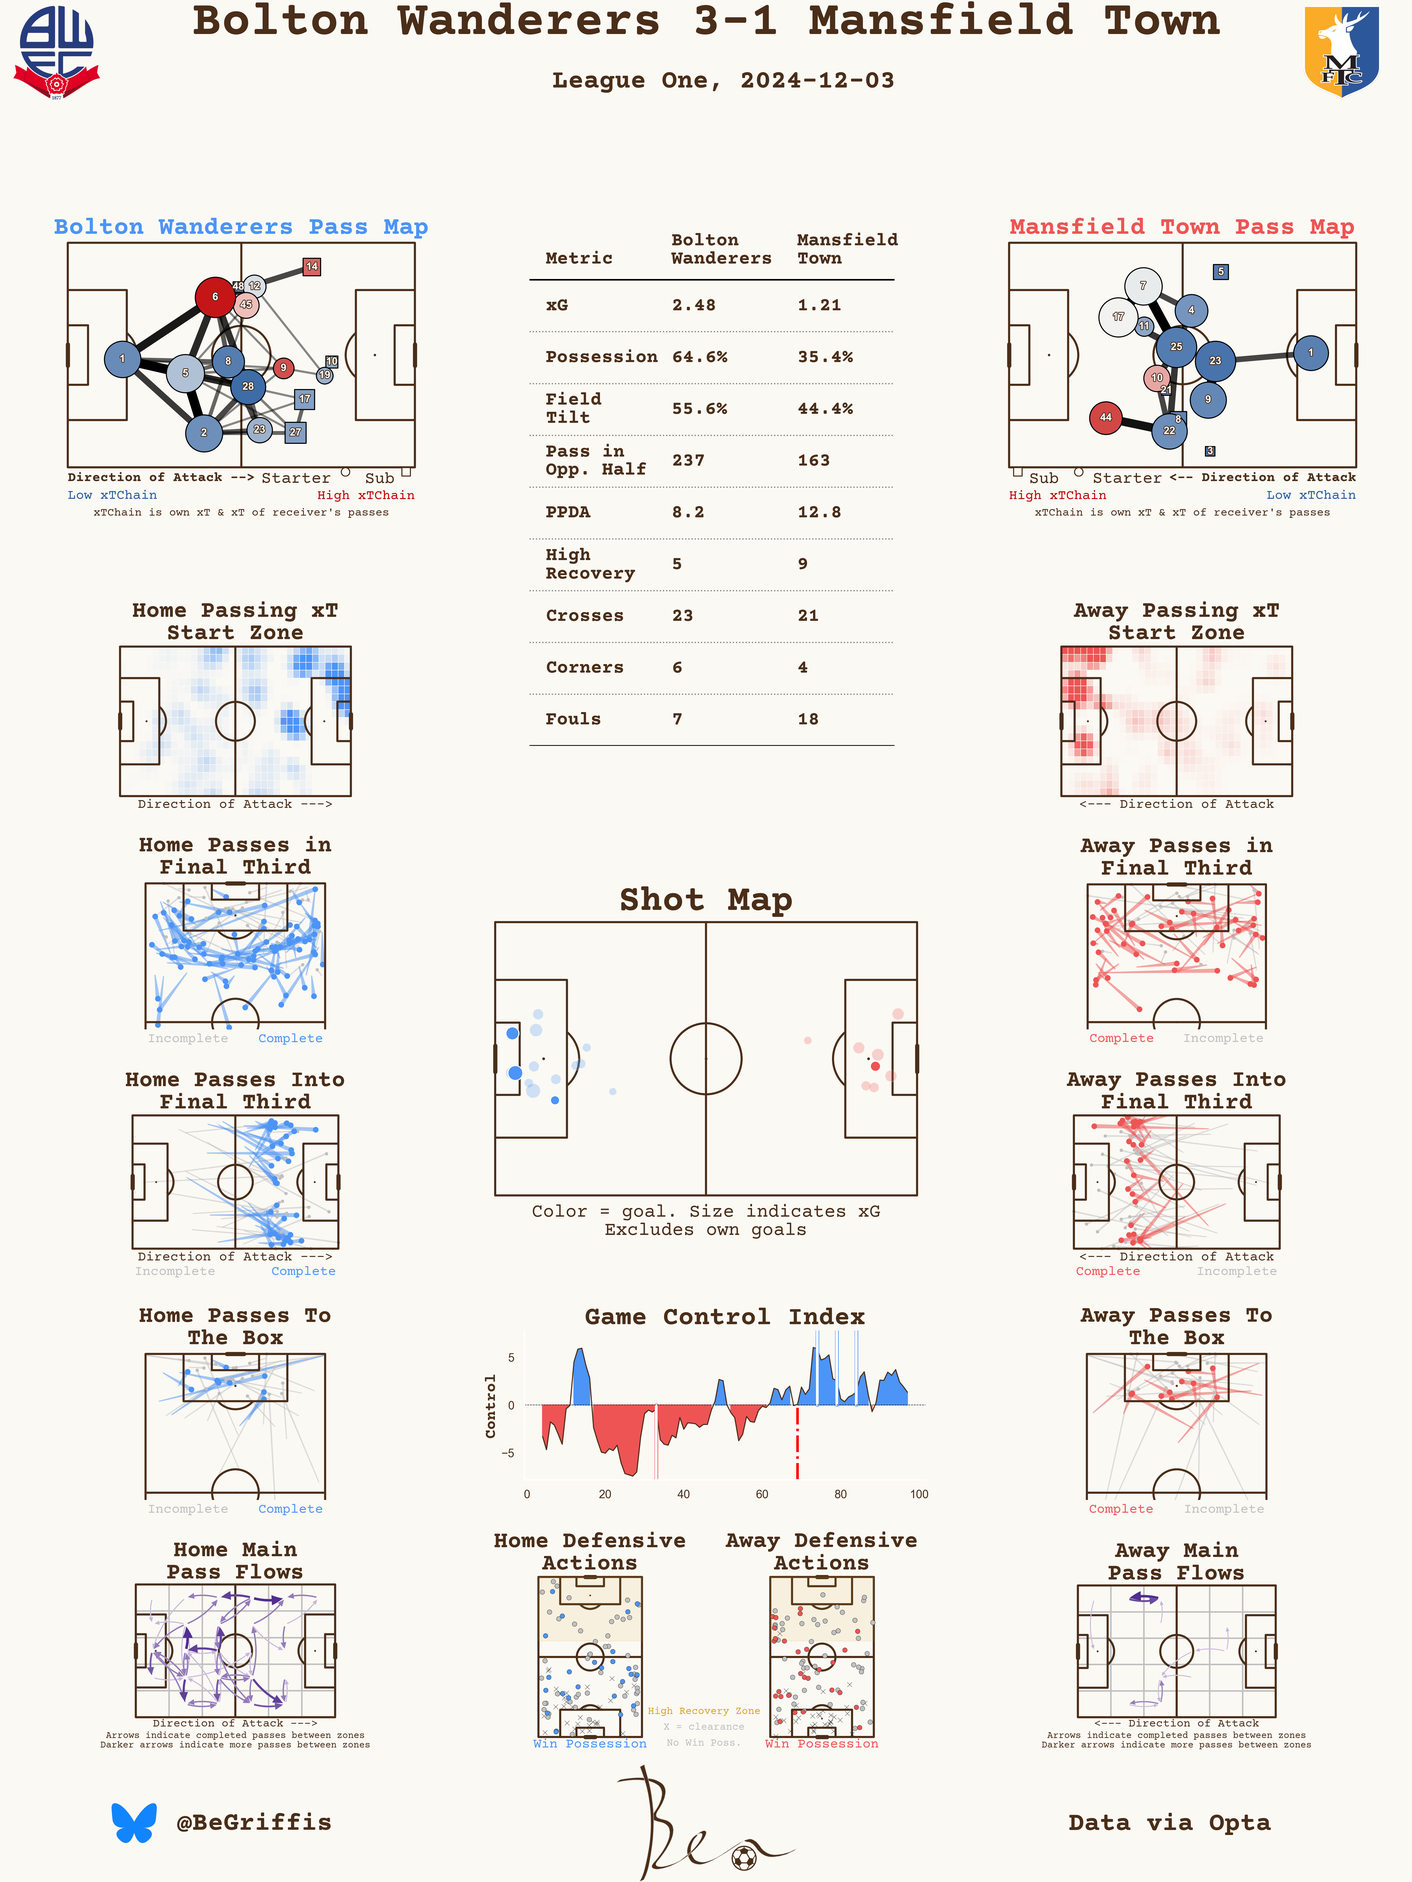 Bolton Wanderers 3-1 Mansfield Town
League One, 2024-12-03
BWFC
1877
MTFC
Bolton Wanderers Pass Map
14
48
12
6
45
1
8
5
9
10
19
28
17
2
23
27
Direction of Attack --> Starter Sub
Low xTChain High xTChain
xTChain is own xT & xT of receiver's passes
Metric Bolton Wanderers Mansfield Town
xG 2.48 1.21
Possession 64.6% 35.4%
Field Tilt 55.6% 44.4%
Pass in Opp. Half 237 163
PPDA 8.2 12.8
High Recovery 5 9
Crosses 23 21
Corners 6 4
Fouls 7 18
Mansfield Town Pass Map
5
7
17
11
4
25
23
1
10
21
9
44
8
22
3
Sub Starter <-- Direction of Attack
High xTChain Low xTChain
xTChain is own xT & xT of receiver's passes
Home Passing xT
Start Zone
Direction of Attack --->
Away Passing xT
Start Zone
<--- Direction of Attack
Home Passes in
Final Third
Incomplete Complete
Away Passes in
Final Third
Complete Incomplete
Shot Map
Color = goal. Size indicates xG
Excludes own goals
Home Passes Into
Final Third
Direction of Attack --->
Incomplete Complete
Away Passes Into
Final Third
<--- Direction of Attack
Complete Incomplete
Home Passes To
The Box
Incomplete Complete
Game Control Index
Control
5
0
−5
0 20 40 60 80 100
Away Passes To
The Box
Complete Incomplete
Home Main
Pass Flows
Direction of Attack --->
Arrows indicate completed passes between zones
Darker arrows indicate more passes between zones
Home Defensive
Actions
Win Possession
High Recovery Zone
X = clearance
No Win Poss.
Away Defensive
Actions
Win Possession
Away Main
Pass Flows
<--- Direction of Attack
Arrows indicate completed passes between zones
Darker arrows indicate more passes between zones
@BeGriffis
Ben
Data via Opta